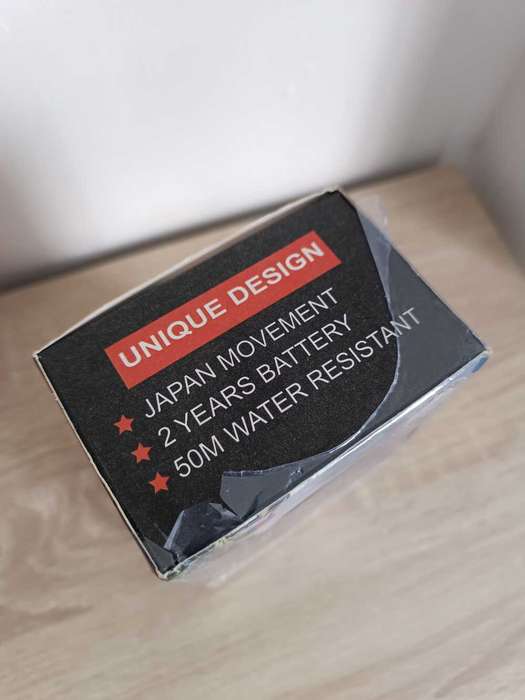 UNIQUE DESIGN
JAPAN MOVEMENT
2 YEARS BATTERY
50M WATER RESISTANT